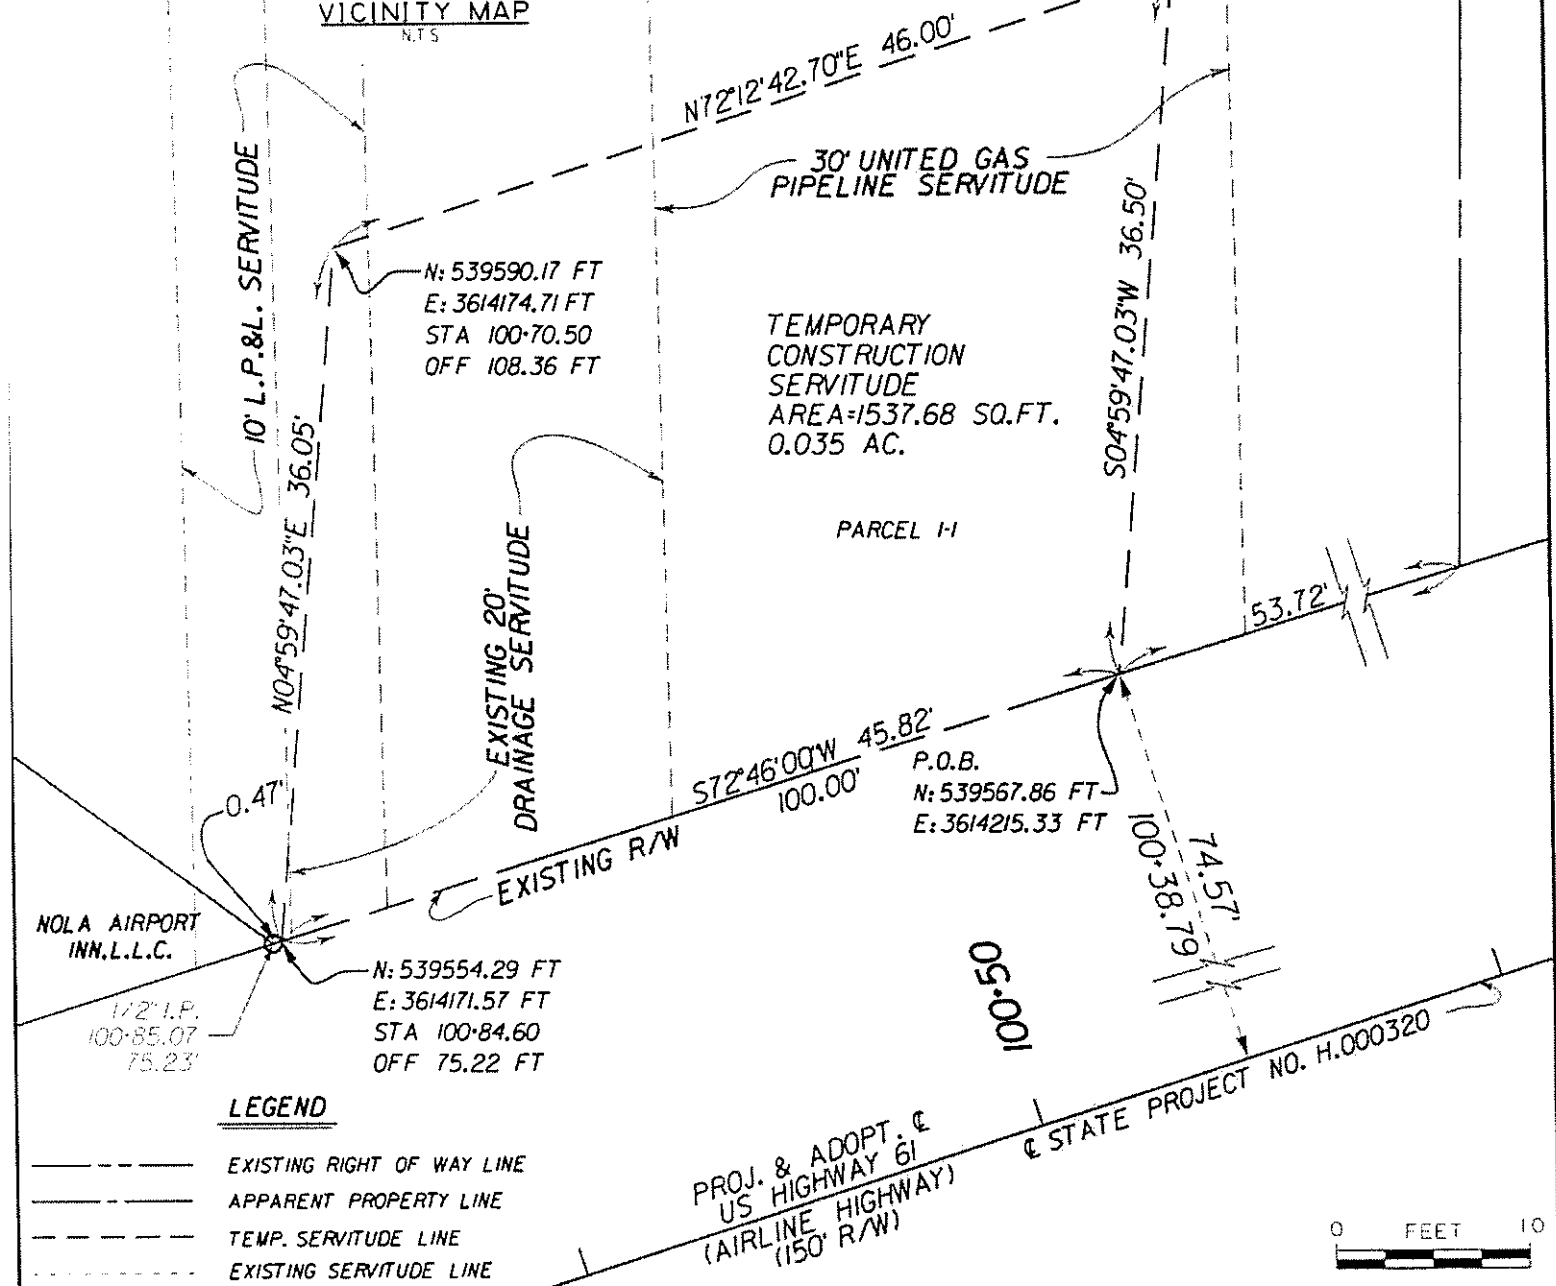 VICINITY MAP
N.T.S
N72°12'42.70"E 46.00'
10' L.P.&L. SERVITUDE
30' UNITED GAS
PIPELINE SERVITUDE
N: 539590.17 FT
E: 3614174.71 FT
STA 100+70.50
OFF 108.36 FT
TEMPORARY
CONSTRUCTION
SERVITUDE
AREA=1537.68 SQ.FT.
0.035 AC.
S04°59'47.03"W 36.50'
N04°59'47.03"E 36.05'
PARCEL 1-1
EXISTING 20'
DRAINAGE SERVITUDE
53.72'
S72°46'00"W 45.82'
100.00'
P.O.B.
N: 539567.86 FT
E: 3614215.33 FT
0.47'
EXISTING R/W
74.57'
100+38.79
NOLA AIRPORT
INN.L.L.C.
N: 539554.29 FT
E: 3614171.57 FT
STA 100+84.60
OFF 75.22 FT
1/2" I.P.
100+85.07
75.23'
100+50
℄ STATE PROJECT NO. H.000320
PROJ. & ADOPT. ℄
US HIGHWAY 61
(AIRLINE HIGHWAY)
(150' R/W)
LEGEND
EXISTING RIGHT OF WAY LINE
APPARENT PROPERTY LINE
TEMP. SERVITUDE LINE
EXISTING SERVITUDE LINE
0 FEET 10